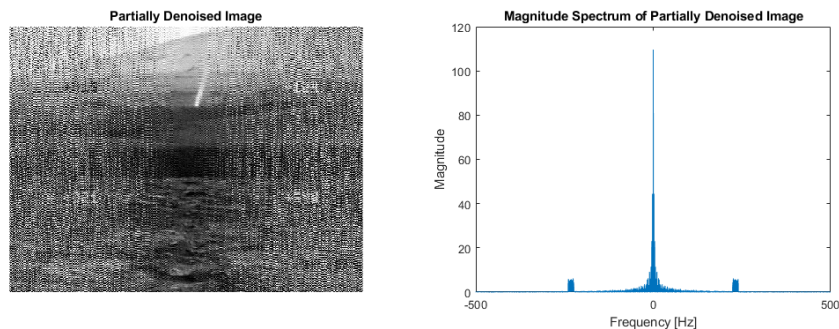 Partially Denoised Image
Magnitude Spectrum of Partially Denoised Image
120
100
80
60
40
20
0
Magnitude
-500
0
500
Frequency [Hz]